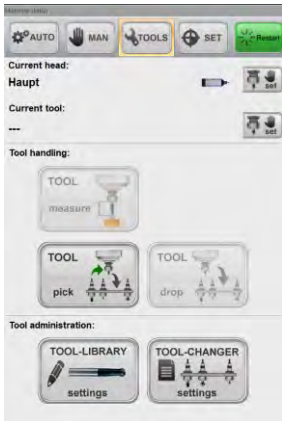 AUTO MAN TOOLS SET Restart
Current head:
Haupt
set
Current tool:
---
set
Tool handling:
TOOL
measure
TOOL TOOL
pick drop
Tool administration:
TOOL-LIBRARY TOOL-CHANGER
settings settings